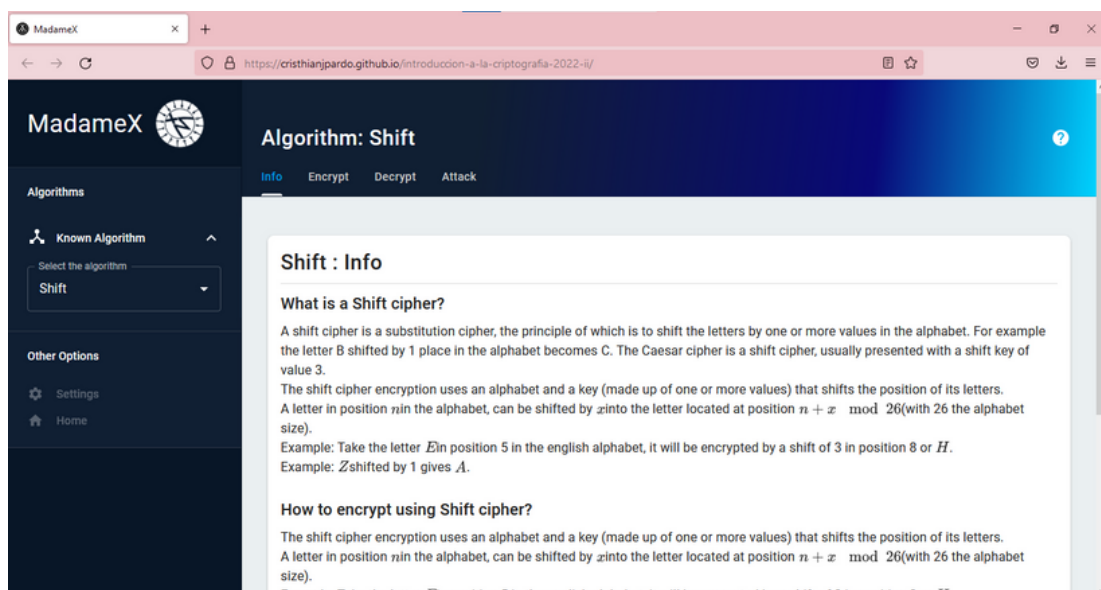 MadameX
https://cristhianjpardo.github.io/introduccion-a-la-criptografia-2022-ii/
MadameX
Algorithm: Shift
Info Encrypt Decrypt Attack
Algorithms
Known Algorithm
Select the algorithm
Shift
Other Options
Settings
Home
Shift : Info
What is a Shift cipher?
A shift cipher is a substitution cipher, the principle of which is to shift the letters by one or more values in the alphabet. For example
the letter B shifted by 1 place in the alphabet becomes C. The Caesar cipher is a shift cipher, usually presented with a shift key of
value 3.
The shift cipher encryption uses an alphabet and a key (made up of one or more values) that shifts the position of its letters.
A letter in position nin the alphabet, can be shifted by xinto the letter located at position n + x mod 26(with 26 the alphabet
size).
Example: Take the letter Ein position 5 in the english alphabet, it will be encrypted by a shift of 3 in position 8 or H.
Example: Zshifted by 1 gives A.
How to encrypt using Shift cipher?
The shift cipher encryption uses an alphabet and a key (made up of one or more values) that shifts the position of its letters.
A letter in position nin the alphabet, can be shifted by xinto the letter located at position n + x mod 26(with 26 the alphabet
size).